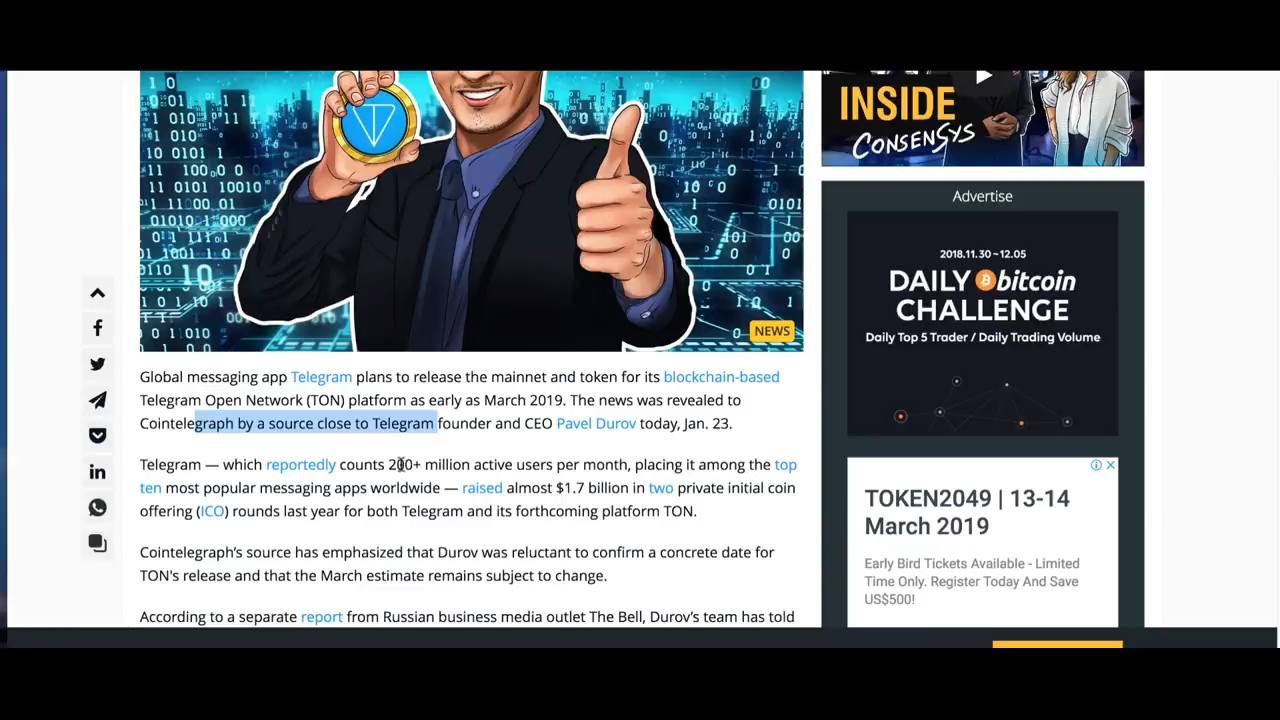 NEWS
Global messaging app Telegram plans to release the mainnet and token for its blockchain-based
Telegram Open Network (TON) platform as early as March 2019. The news was revealed to
Cointelegraph by a source close to Telegram founder and CEO Pavel Durov today, Jan. 23.
Telegram — which reportedly counts 200+ million active users per month, placing it among the top
ten most popular messaging apps worldwide — raised almost $1.7 billion in two private initial coin
offering (ICO) rounds last year for both Telegram and its forthcoming platform TON.
Cointelegraph's source has emphasized that Durov was reluctant to confirm a concrete date for
TON's release and that the March estimate remains subject to change.
According to a separate report from Russian business media outlet The Bell, Durov's team has told
INSIDE
CONSENSYS
Advertise
2018.11.30 ~ 12.05
DAILY bitcoin
CHALLENGE
Daily Top 5 Trader / Daily Trading Volume
TOKEN2049 | 13-14
March 2019
Early Bird Tickets Available - Limited
Time Only. Register Today And Save
US$500!